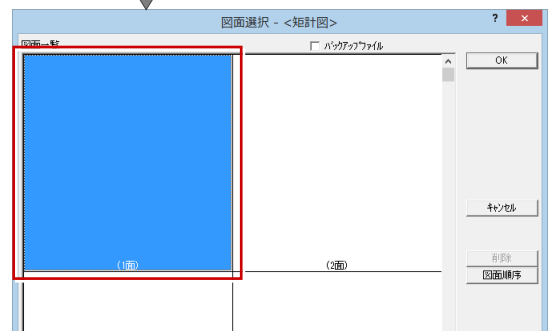 図面選択 - <矩計図>
?
×
図面一覧
バックアップファイル
OK
キャンセル
(1面)
(2面)
削除
図面順序